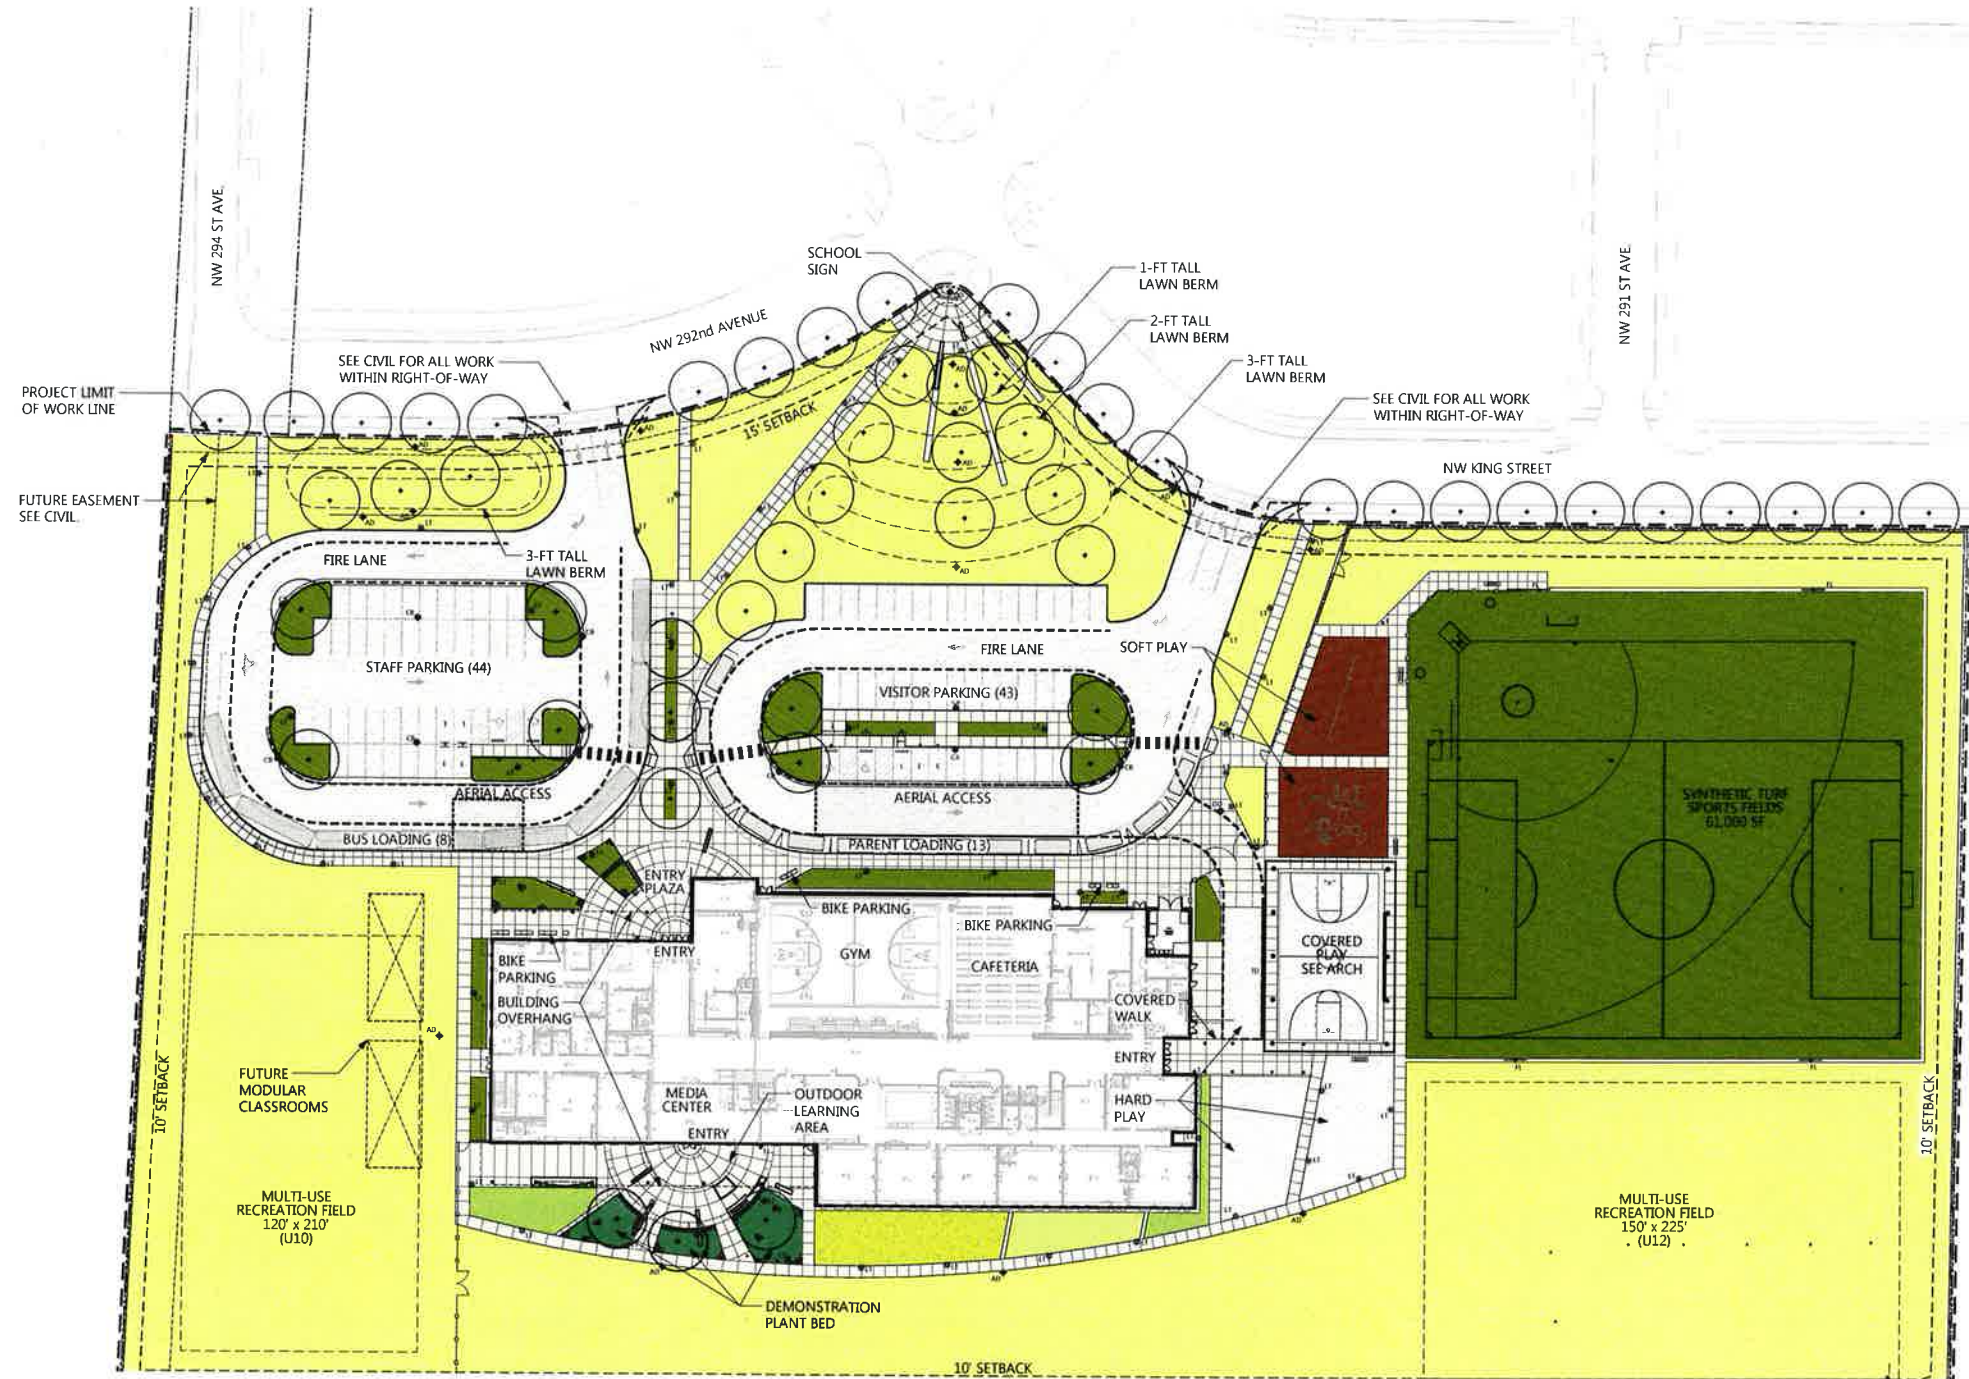 NW 294 ST AVE.
NW 291 ST AVE.
SCHOOL
SIGN
1-FT TALL
LAWN BERM
NW 292nd AVENUE
2-FT TALL
LAWN BERM
SEE CIVIL FOR ALL WORK
WITHIN RIGHT-OF-WAY
3-FT TALL
LAWN BERM
PROJECT LIMIT
OF WORK LINE
SEE CIVIL FOR ALL WORK
WITHIN RIGHT-OF-WAY
15' SETBACK
NW KING STREET
FUTURE EASEMENT
SEE CIVIL
3-FT TALL
LAWN BERM
FIRE LANE
FIRE LANE
SOFT PLAY
STAFF PARKING (44)
VISITOR PARKING (43)
AERIAL ACCESS
AERIAL ACCESS
SYNTHETIC TURF
SPORTS FIELDS
61,000 SF
BUS LOADING (8)
PARENT LOADING (13)
ENTRY
PLAZA
BIKE PARKING
BIKE PARKING
ENTRY
GYM
CAFETERIA
COVERED
PLAY
SEE ARCH
BIKE
PARKING
BUILDING
OVERHANG
COVERED
WALK
ENTRY
FUTURE
MODULAR
CLASSROOMS
MEDIA
CENTER
OUTDOOR
LEARNING
AREA
HARD
PLAY
ENTRY
10' SETBACK
10' SETBACK
MULTI-USE
RECREATION FIELD
120' x 210'
(U10)
MULTI-USE
RECREATION FIELD
150' x 225'
(U12)
DEMONSTRATION
PLANT BED
10' SETBACK